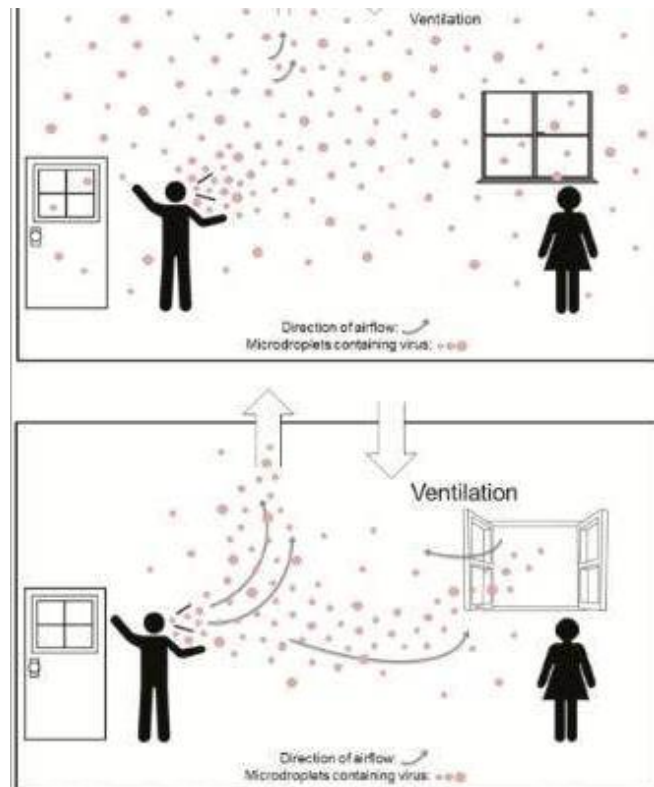 Ventilation
Direction of airflow:
Microdroplets containing virus:
Ventilation
Direction of airflow:
Microdroplets containing virus: